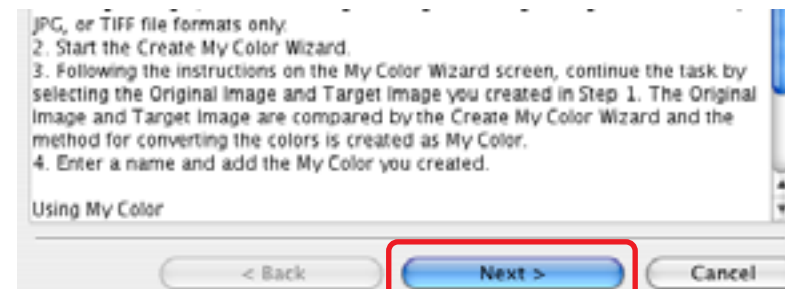 JPG, or TIFF file formats only.
2. Start the Create My Color Wizard.
3. Following the instructions on the My Color Wizard screen, continue the task by
selecting the Original Image and Target Image you created in Step 1. The Original
Image and Target Image are compared by the Create My Color Wizard and the
method for converting the colors is created as My Color.
4. Enter a name and add the My Color you created.
Using My Color
< Back
Next >
Cancel